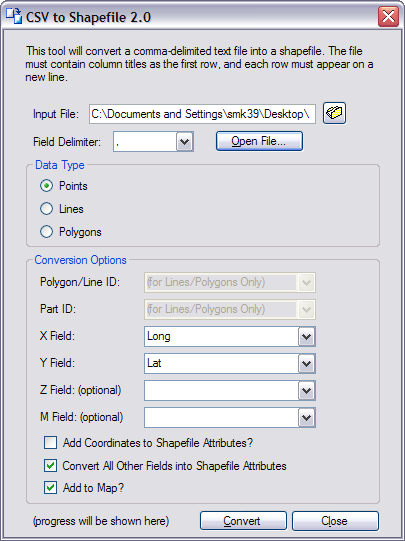 CSV to Shapefile 2.0
This tool will convert a comma-delimited text file into a shapefile. The file
must contain column titles as the first row, and each row must appear on
a new line.
Input File: C:\Documents and Settings\smk39\Desktop\
Field Delimiter: , Open File...
Data Type
Points
Lines
Polygons
Conversion Options
Polygon/Line ID: (for Lines/Polygons Only)
Part ID: (for Lines/Polygons Only)
X Field: Long
Y Field: Lat
Z Field: (optional)
M Field: (optional)
Add Coordinates to Shapefile Attributes?
Convert All Other Fields into Shapefile Attributes
Add to Map?
(progress will be shown here) Convert Close